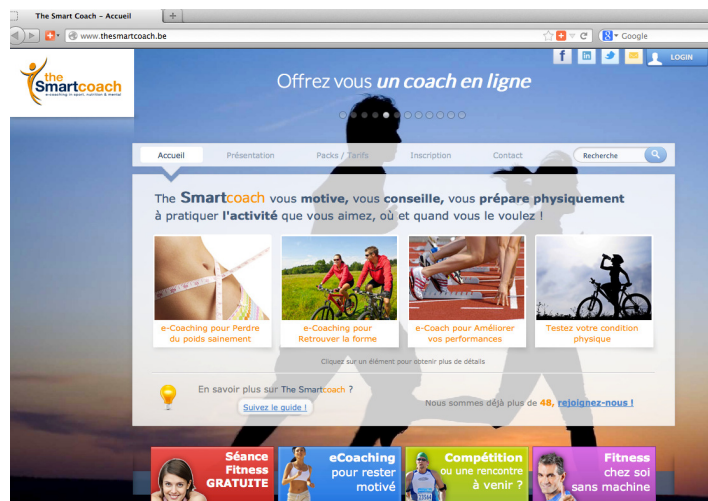 The Smart Coach - Accueil
www.thesmartcoach.be
Google
LOGIN
the
Smartcoach
e-coaching in sport, nutrition & mental
Offrez vous un coach en ligne
Accueil
Présentation
Packs / Tarifs
Inscription
Contact
Recherche
The Smartcoach vous motive, vous conseille, vous prépare physiquement
à pratiquer l'activité que vous aimez, où et quand vous le voulez !
e-Coaching pour Perdre
du poids sainement
e-Coaching pour
Retrouver la forme
e-Coach pour Améliorer
vos performances
Testez votre condition
physique
Cliquez sur un élément pour obtenir plus de détails
En savoir plus sur The Smartcoach ?
Suivez le guide !
Nous sommes déjà plus de 48, rejoignez-nous !
Séance
Fitness
GRATUITE
eCoaching
pour rester
motivé
Compétition
ou une rencontre
à venir ?
Fitness
chez soi
sans machine